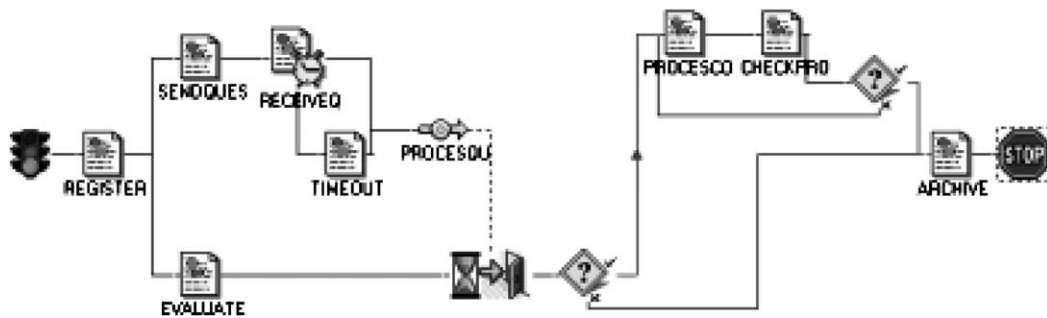 SENDQUES
RECEIVEQ
PROCESCO
CHECKPRO
?
REGISTER
TIMEOUT
PROCESQU
ARCHIVE
STOP
?
EVALUATE